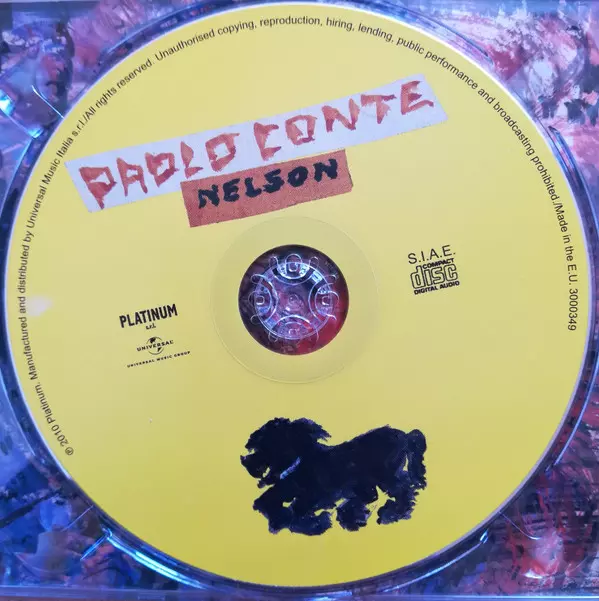 ℗ 2010 Platinum. Manufactured and distributed by Universal Music Italia s.r.l./All rights reserved. Unauthorised copying, reproduction, hiring, lending, public performance and broadcasting prohibited./Made in the E.U. 3000349
PAOLO CONTE
NELSON
S.I.A.E.
COMPACT
disc
DIGITAL AUDIO
PLATINUM
s.r.l.
UNIVERSAL
UNIVERSAL MUSIC GROUP